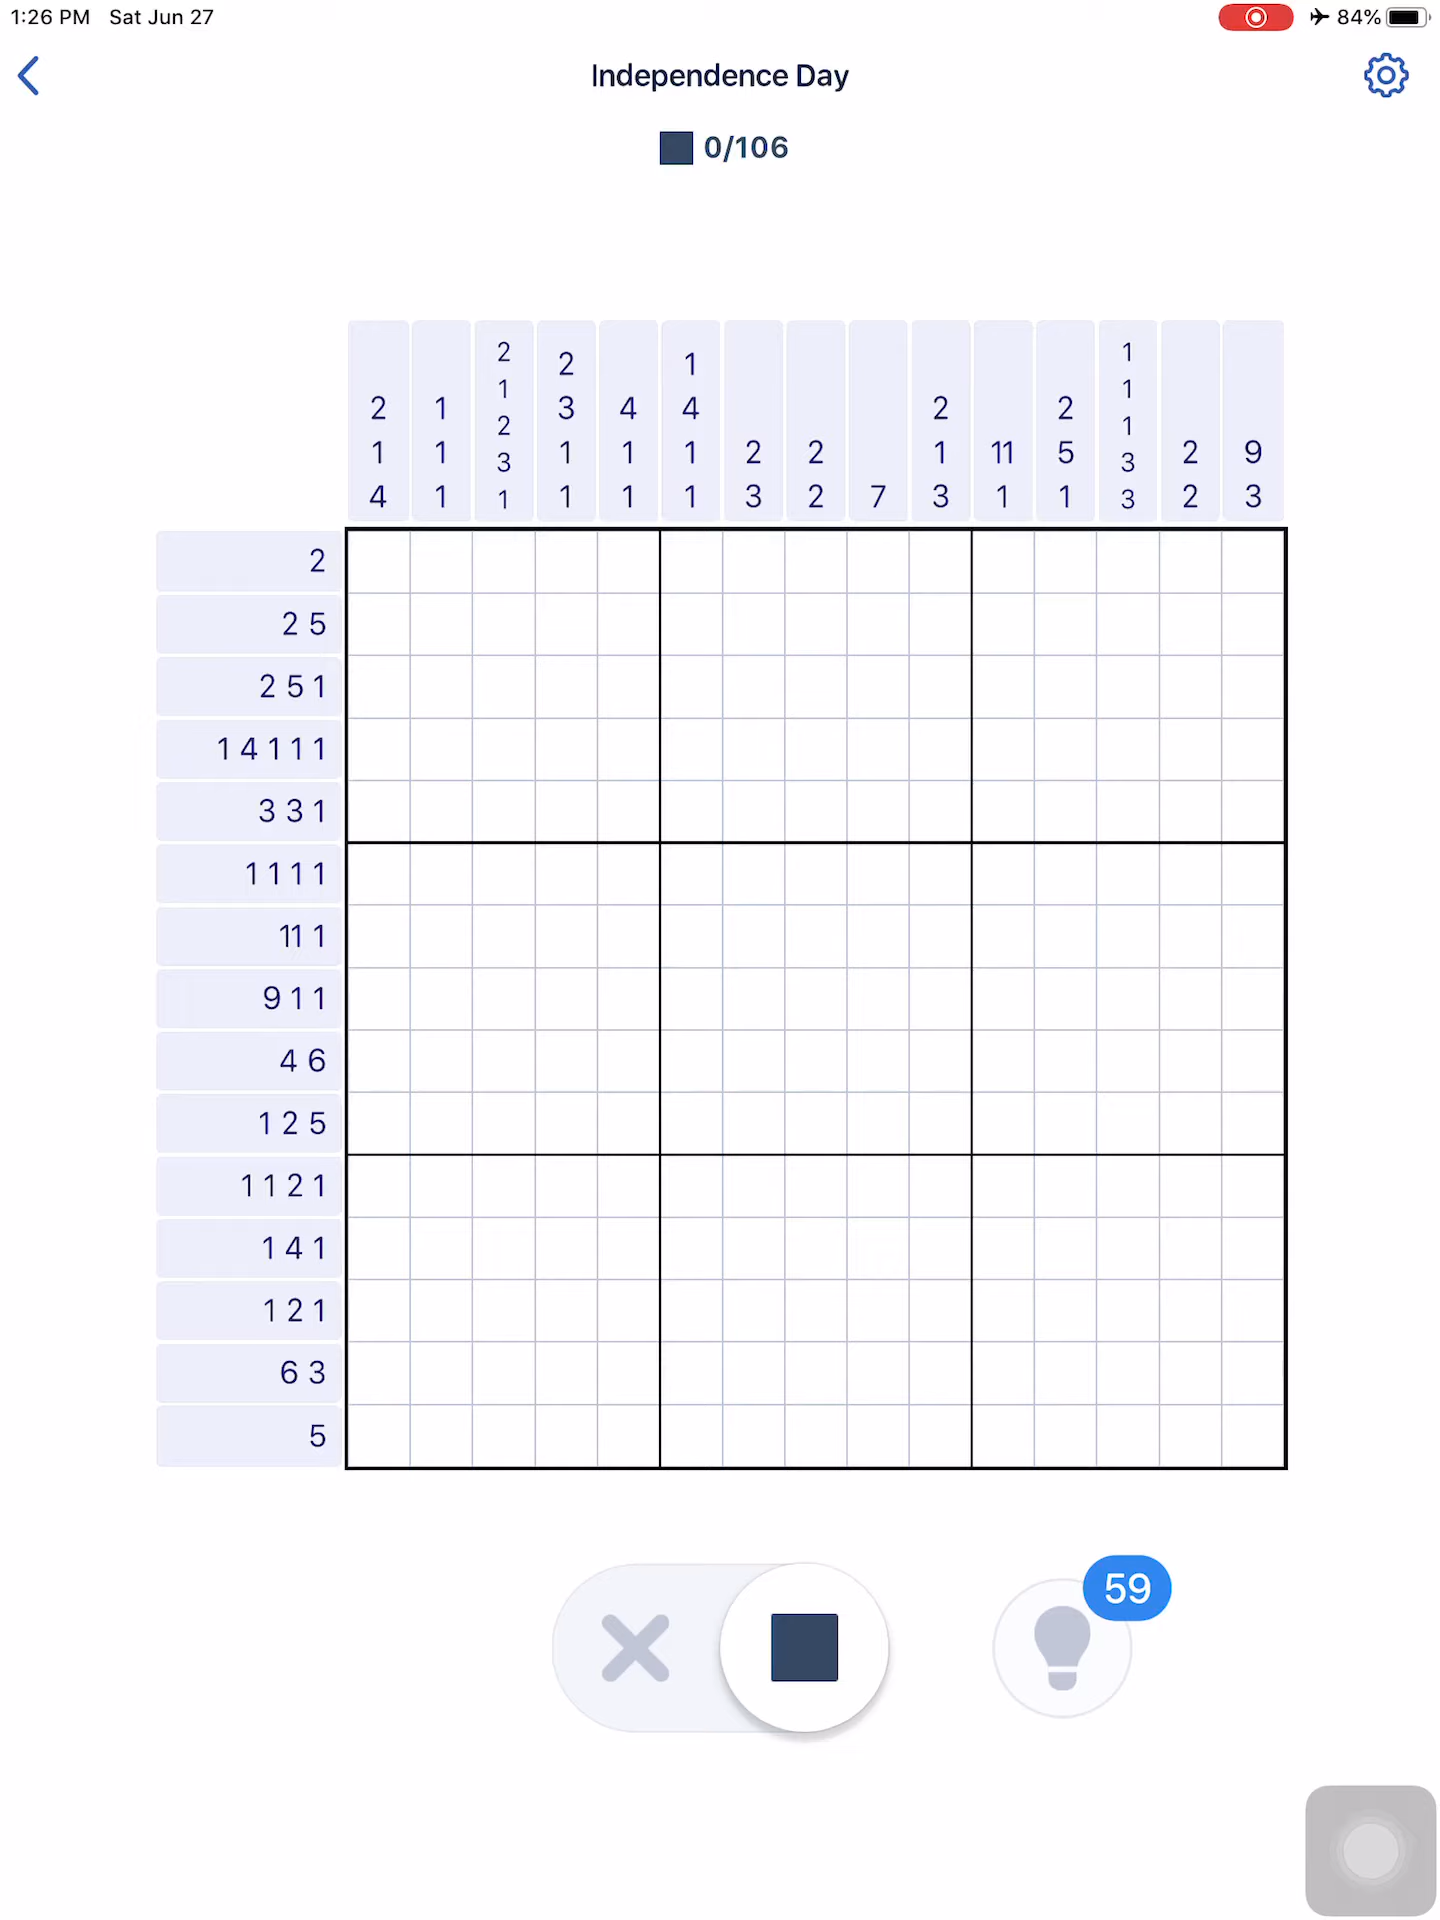 1:26 PM Sat Jun 27 84%
Independence Day
0/106
2 1 4
1 1 1
2 1 2 3 1
2 3 1 1
4 1 1
1 4 1 1
2 3
2 2
7
2 1 3
11 1
2 5 1
1 1 1 3 3
2 2
9 3
2
2 5
2 5 1
1 4 1 1 1
3 3 1
1 1 1 1
11 1
9 1 1
4 6
1 2 5
1 1 2 1
1 4 1
1 2 1
6 3
5
59